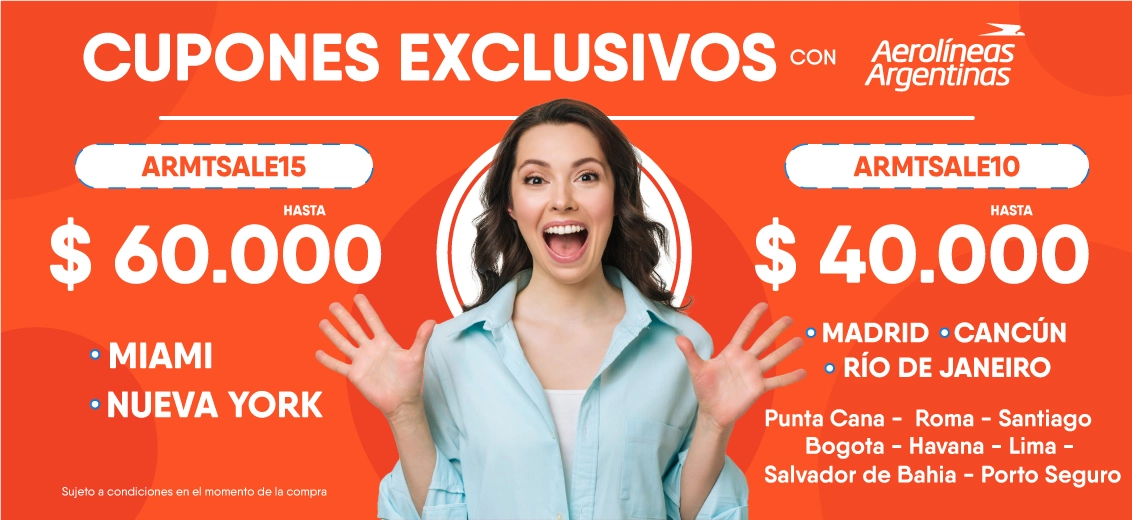 CUPONES EXCLUSIVOS CON
Aerolíneas
Argentinas
ARMTSALE15
HASTA
$ 60.000
• MIAMI
• NUEVA YORK
Sujeto a condiciones en el momento de la compra
ARMTSALE10
HASTA
$ 40.000
• MADRID • CANCÚN
• RÍO DE JANEIRO
Punta Cana - Roma - Santiago
Bogota - Havana - Lima -
Salvador de Bahia - Porto Seguro